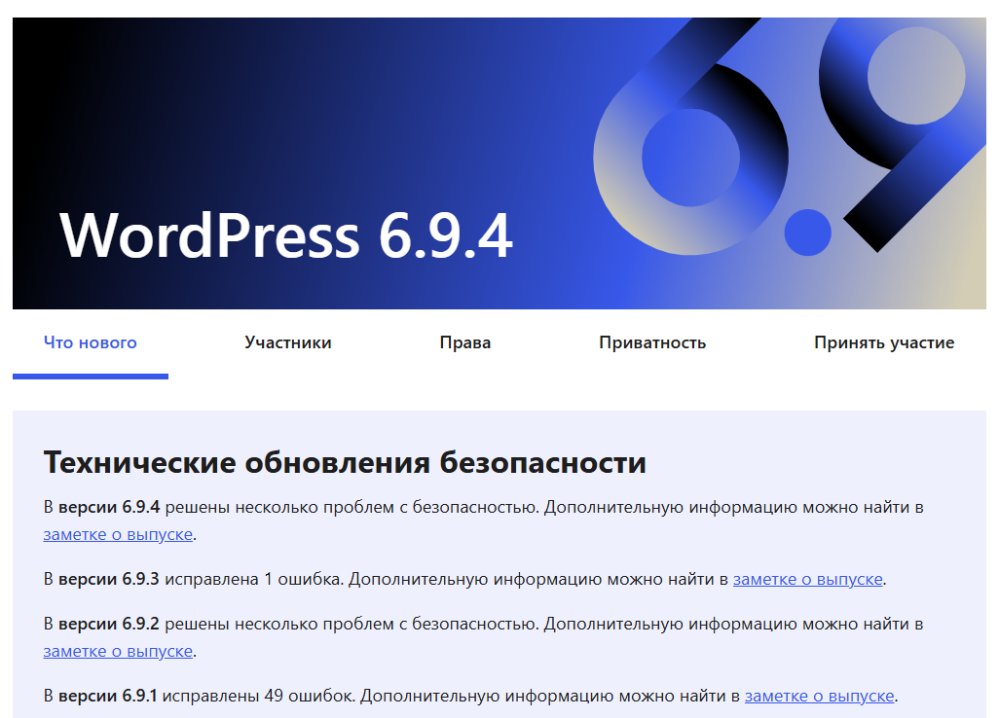 6.9
WordPress 6.9.4
Что нового Участники Права Приватность Принять участие
Технические обновления безопасности
В версии 6.9.4 решены несколько проблем с безопасностью. Дополнительную информацию можно найти в
заметке о выпуске.
В версии 6.9.3 исправлена 1 ошибка. Дополнительную информацию можно найти в заметке о выпуске.
В версии 6.9.2 решены несколько проблем с безопасностью. Дополнительную информацию можно найти в
заметке о выпуске.
В версии 6.9.1 исправлены 49 ошибок. Дополнительную информацию можно найти в заметке о выпуске.